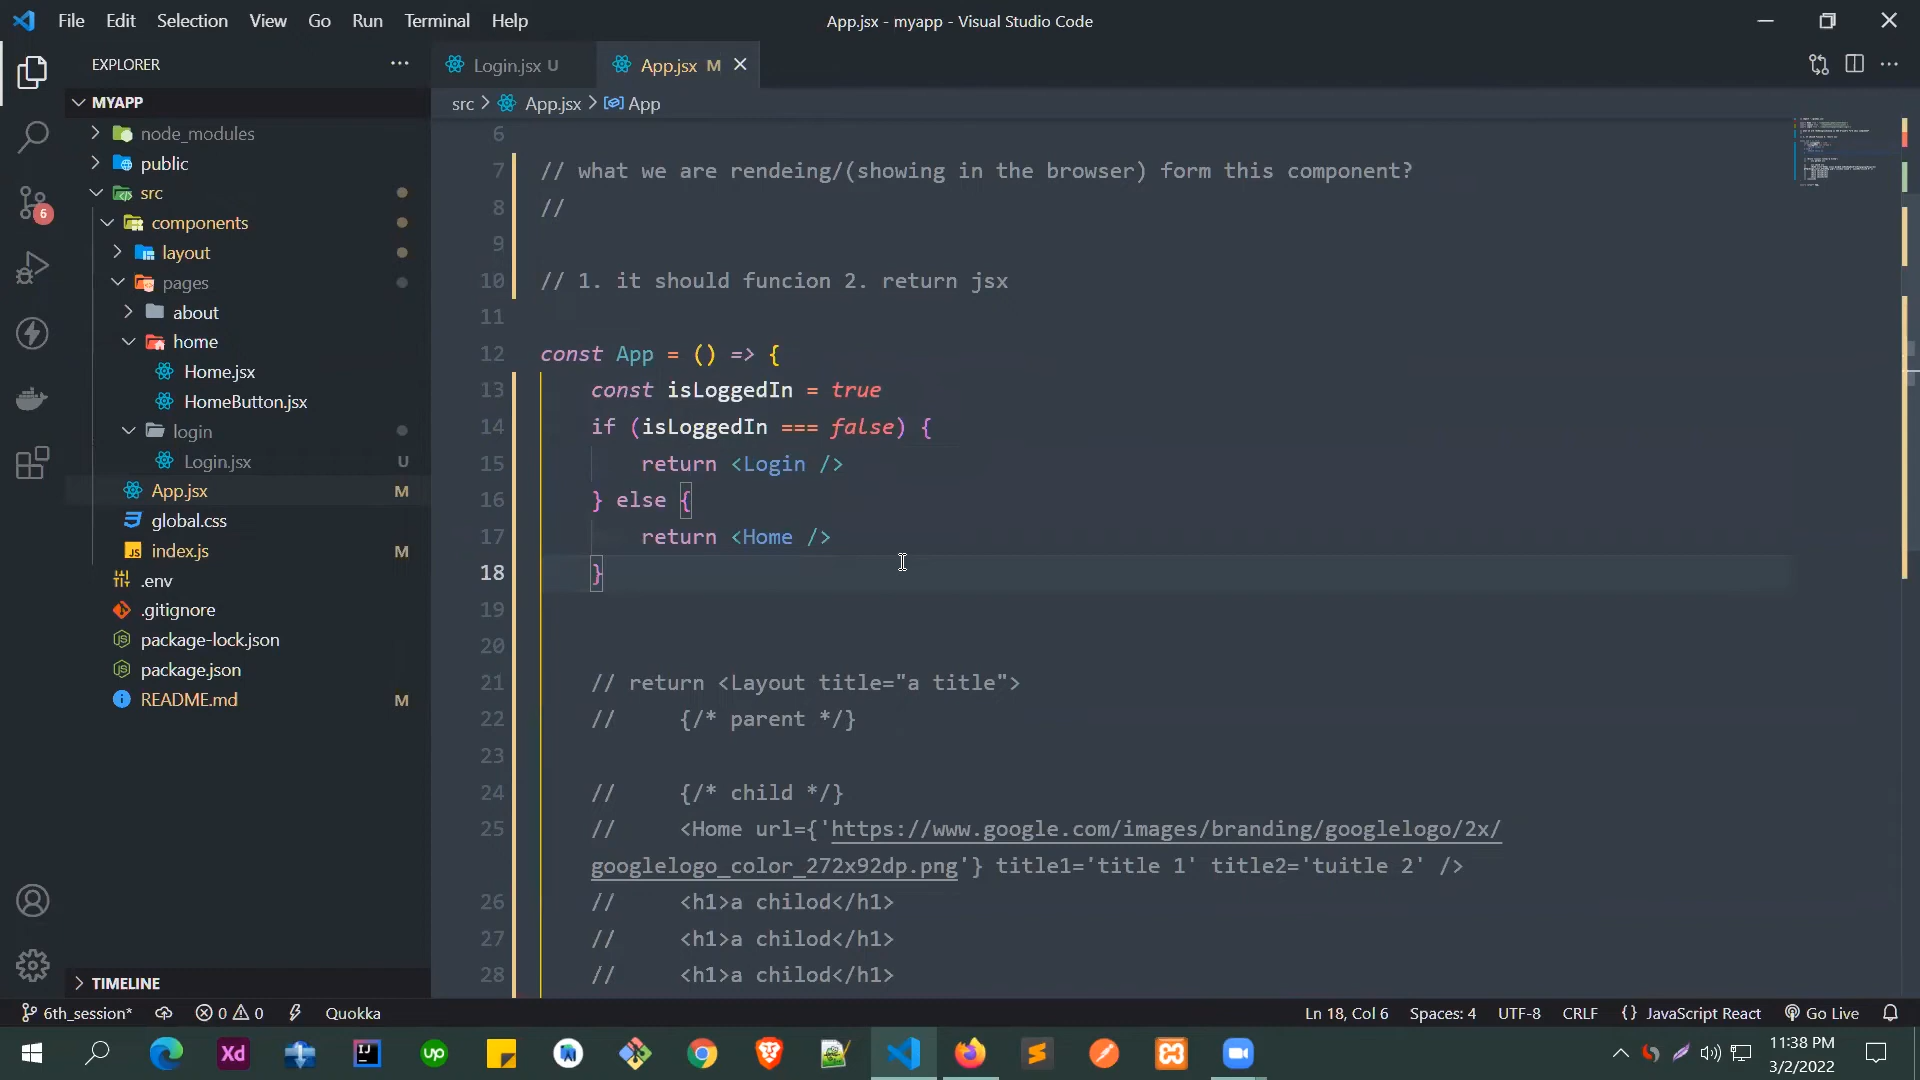 File Edit Selection View Go Run Terminal Help
App.jsx - myapp - Visual Studio Code
EXPLORER
Login.jsx U
App.jsx M
MYAPP
src > App.jsx > App
node_modules
public
src
components
layout
pages
about
home
Home.jsx
HomeButton.jsx
login
Login.jsx U
App.jsx M
global.css
index.js M
.env
.gitignore
package-lock.json
package.json
README.md M
TIMELINE
6
7 // what we are rendeing/(showing in the browser) form this component?
8 //
9
10 // 1. it should funcion 2. return jsx
11
12 const App = () => {
13 const isLoggedIn = true
14 if (isLoggedIn === false) {
15 return <Login />
16 } else {
17 return <Home />
18 }
19
20
21 // return <Layout title="a title">
22 // {/* parent */}
23
24 // {/* child */}
25 // <Home url={'https://www.google.com/images/branding/googlelogo/2x/
googlelogo_color_272x92dp.png'} title1='title 1' title2='tuitle 2' />
26 // <h1>a chilod</h1>
27 // <h1>a chilod</h1>
28 // <h1>a chilod</h1>
6
6th_session* 0 0 Quokka
Ln 18, Col 6 Spaces: 4 UTF-8 CRLF {} JavaScript React Go Live
Xd
IJ
up
11:38 PM
3/2/2022